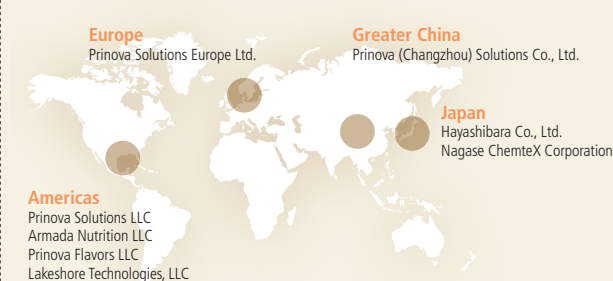 Europe
Prinova Solutions Europe Ltd.
Greater China
Prinova (Changzhou) Solutions Co., Ltd.
Japan
Hayashibara Co., Ltd.
Nagase ChemteX Corporation
Americas
Prinova Solutions LLC
Armada Nutrition LLC
Prinova Flavors LLC
Lakeshore Technologies, LLC